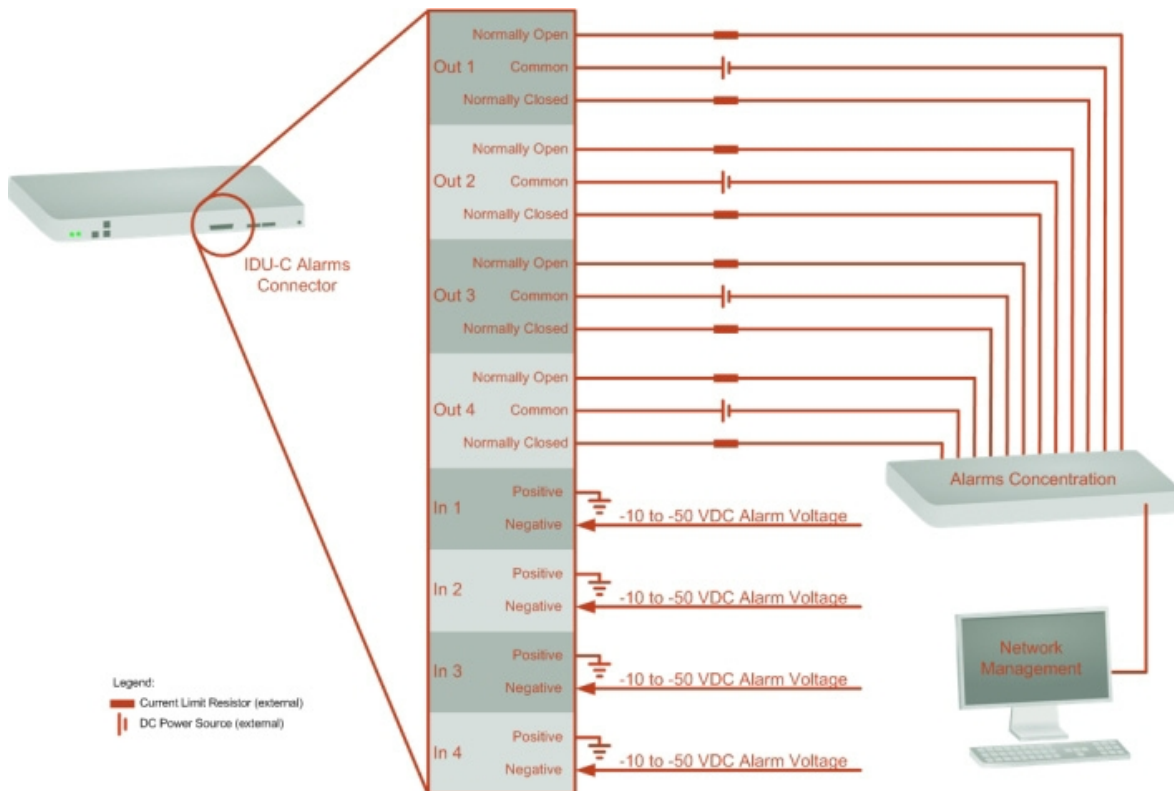 Normally Open
Out 1 Common
Normally Closed
Normally Open
Out 2 Common
Normally Closed
IDU-C Alarms
Connector
Normally Open
Out 3 Common
Normally Closed
Normally Open
Out 4 Common
Normally Closed
Alarms Concentration
In 1
Positive
Negative
-10 to -50 VDC Alarm Voltage
In 2
Positive
Negative
-10 to -50 VDC Alarm Voltage
In 3
Positive
Negative
-10 to -50 VDC Alarm Voltage
In 4
Positive
Negative
-10 to -50 VDC Alarm Voltage
Network
Management
Legend:
Current Limit Resistor (external)
DC Power Source (external)